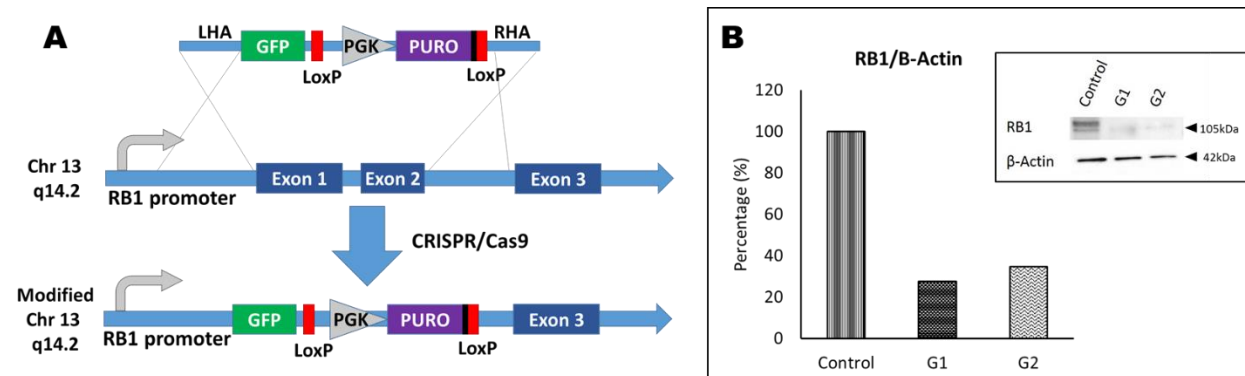 A
LHA
GFP
PGK
PURO
RHA
LoxP
LoxP
Chr 13
q14.2
RB1 promoter
Exon 1
Exon 2
Exon 3
CRISPR/Cas9
Modified
Chr 13
q14.2
RB1 promoter
GFP
PGK
PURO
Exon 3
LoxP
LoxP
B
RB1/B-Actin
Percentage (%)
120
100
80
60
40
20
0
Control
G1
G2
Control
G1
G2
RB1
105kDa
β-Actin
42kDa